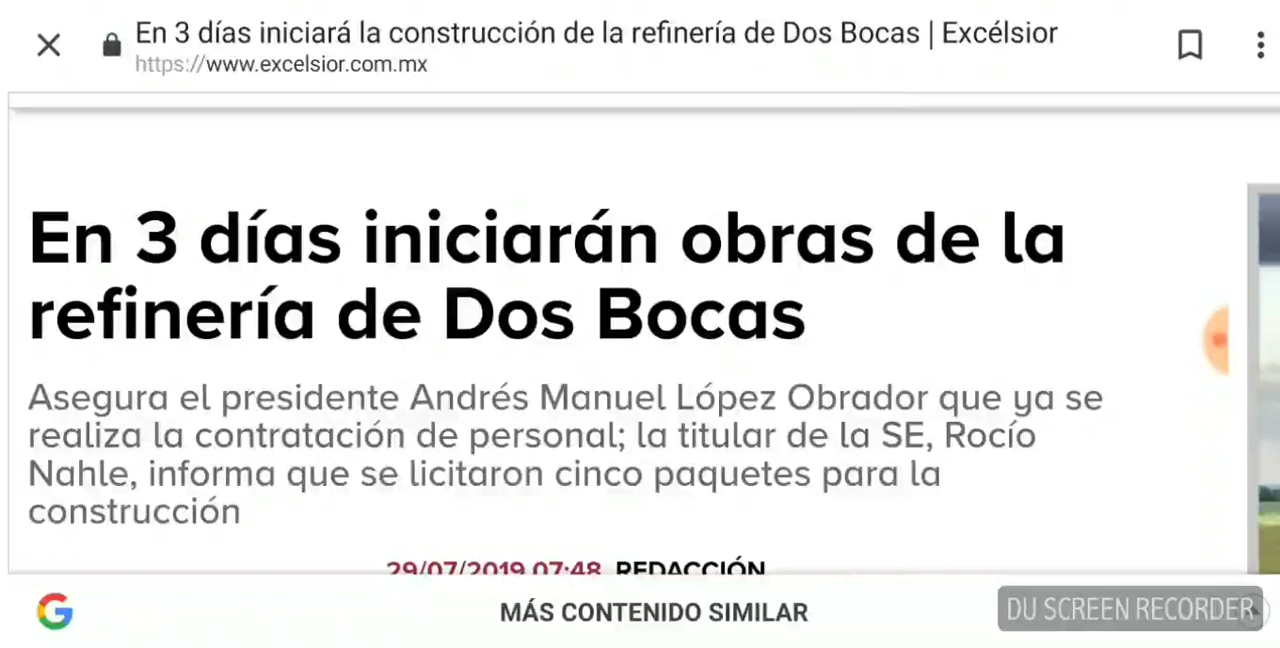 En 3 días iniciará la construcción de la refinería de Dos Bocas | Excélsior
https://www.excelsior.com.mx
En 3 días iniciarán obras de la
refinería de Dos Bocas
Asegura el presidente Andrés Manuel López Obrador que ya se
realiza la contratación de personal; la titular de la SE, Rocío
Nahle, informa que se licitaron cinco paquetes para la
construcción
29/07/2019 07:48 REDACCIÓN
MÁS CONTENIDO SIMILAR
DU SCREEN RECORDER